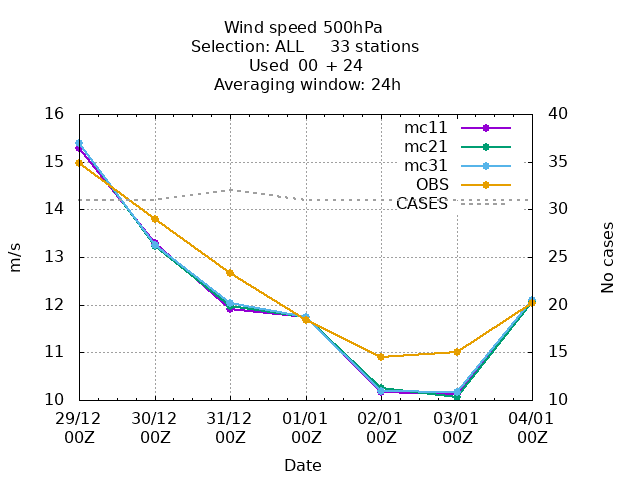 Wind speed 500hPa
Selection: ALL     33 stations
Used  00 + 24
Averaging window: 24h
16 40
mc11
mc21
15 mc31 35
OBS
14 CASES 30
13 25
m/s No cases
12 20
11 15
10 10
29/12 30/12 31/12 01/01 02/01 03/01 04/01
00Z 00Z 00Z 00Z 00Z 00Z 00Z
Date